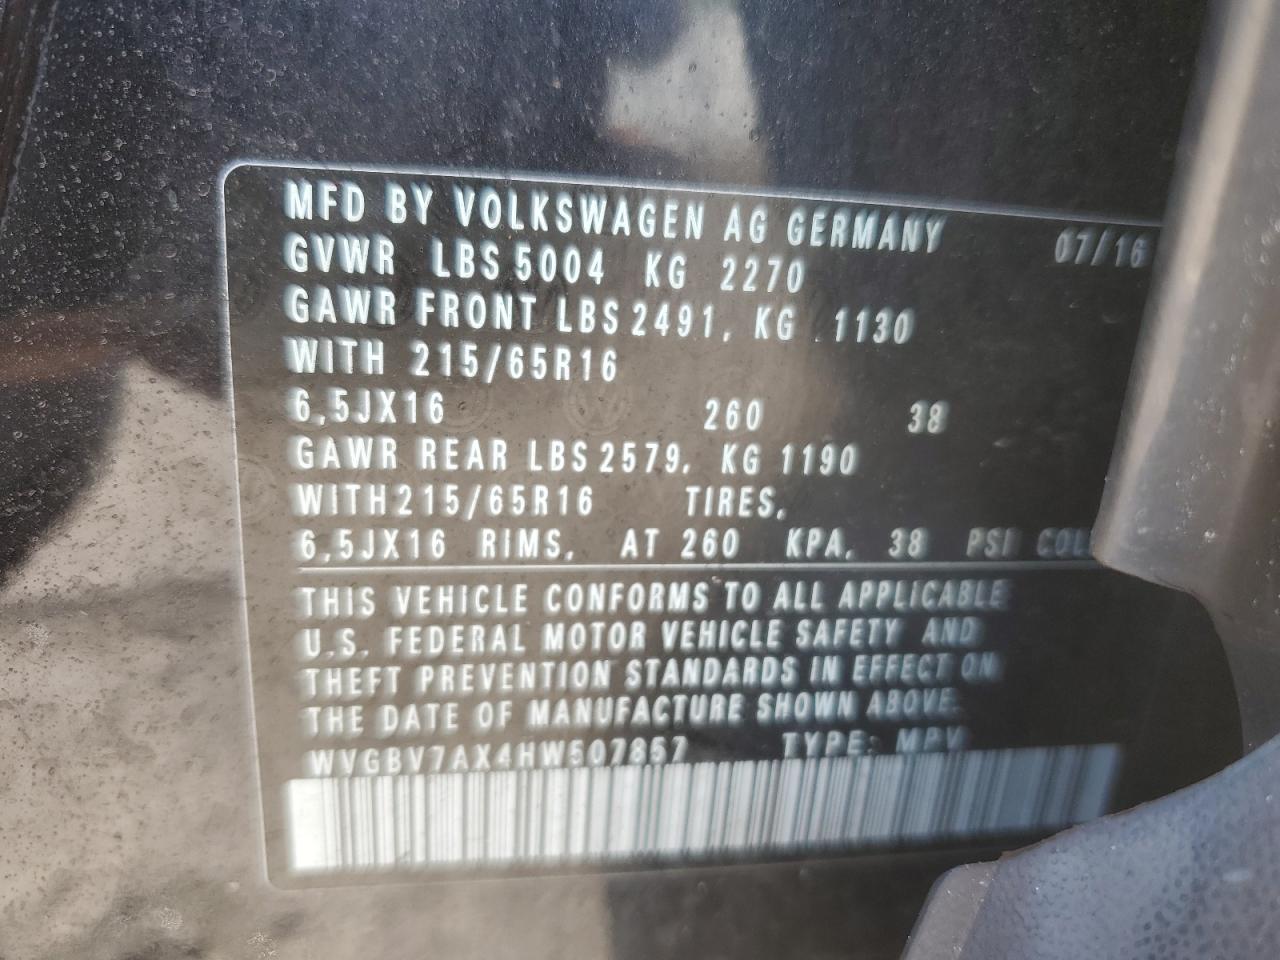 MFD BY VOLKSWAGEN AG GERMANY 07/16
GVWR LBS 5004 KG 2270
GAWR FRONT LBS 2491, KG 1130
WITH 215/65R16
6,5JX16 260 38
GAWR REAR LBS 2579, KG 1190
WITH 215/65R16 TIRES,
6,5JX16 RIMS, AT 260 KPA, 38 PSI COL
THIS VEHICLE CONFORMS TO ALL APPLICABLE
U.S. FEDERAL MOTOR VEHICLE SAFETY AND
THEFT PREVENTION STANDARDS IN EFFECT ON
THE DATE OF MANUFACTURE SHOWN ABOVE.
WVGBV7AX4HW507857 TYPE: MPV